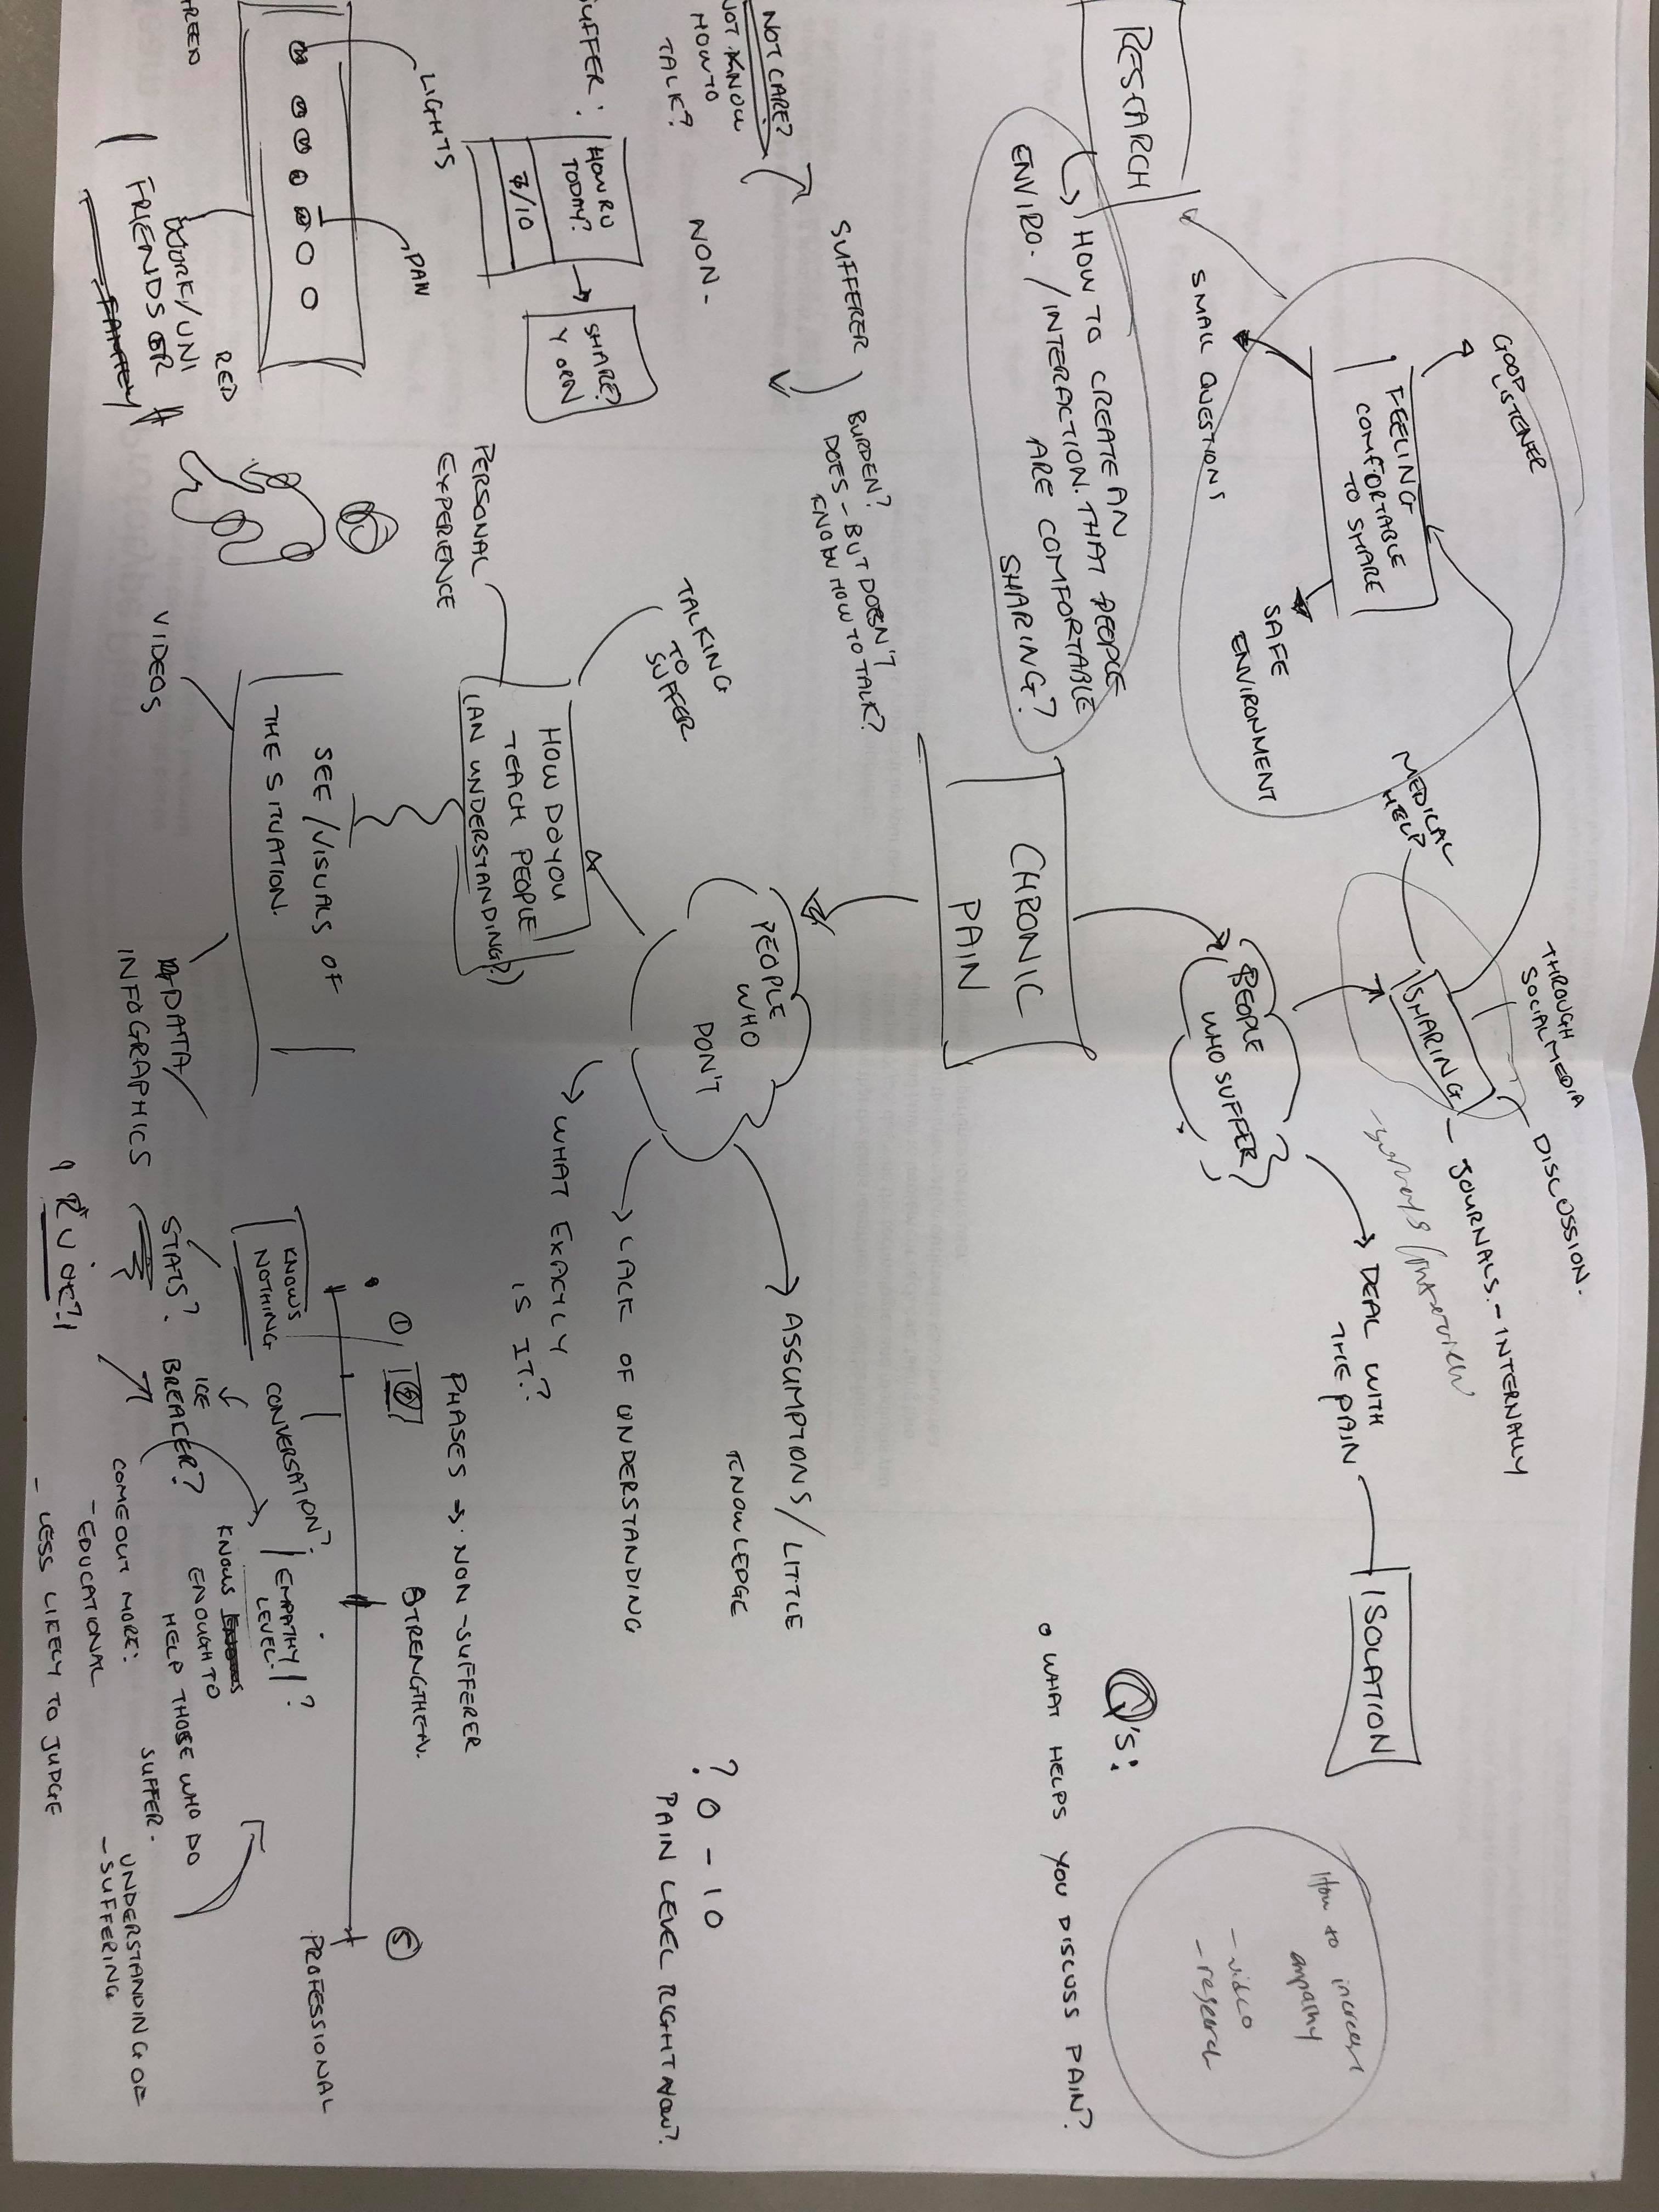 THROUGH
SOCIAL MEDIA
DISCUSSION.
GOOD
LISTENER
FEELING
COMFORTABLE
TO SHARE
MEDICAL
HELP
SHARING
- JOURNALS. - INTERNALLY
- surveys / interview
SMALL QUESTIONS
SAFE
ENVIRONMENT
RESEARCH
HOW TO CREATE AN
ENVIRO. / INTERACTION. THAT PEOPLE
ARE COMFORTABLE
SHARING?
PEOPLE
WHO SUFFER
DEAL WITH
THE PAIN
ISOLATION
How to increase
empathy
- video
- research
CHRONIC
PAIN
Q'S:
WHAT HELPS YOU DISCUSS PAIN?
SUFFERER
BURDEN?
DOES - BUT DOESN'T
KNOW HOW TO TALK?
NOT CARE?
NOT KNOW
HOW TO
TALK?
NON -
PEOPLE
WHO
DON'T
ASSUMPTIONS / LITTLE
KNOWLEDGE
LACK OF UNDERSTANDING
WHAT EXACTLY
IS IT?
? 0 - 10
PAIN LEVEL RIGHT NOW?
TALKING
TO
SUFFER
HOW DO YOU
TEACH PEOPLE
(AN UNDERSTANDING?)
PERSONAL
EXPERIENCE
SUFFER:
HOW R U
TODAY?
/10
SHARE?
Y OR N
LIGHTS
PAIN
RED
WORK/UNI
FRIENDS OR
FAMILY
SEE / VISUALS OF
THE SITUATION.
VIDEOS
DATA
INFOGRAPHICS
STATS?
PHASES → NON-SUFFERER
STRENGTHEN.
1
5
KNOWS
NOTHING
CONVERSATION?
EMPATHY
LEVEL?
?
PROFESSIONAL
ICE
BREAKER?
KNOWS
ENOUGH TO
HELP THOSE WHO DO
SUFFER.
R U OK?
COME OUT MORE:
- EDUCATIONAL
- LESS LIKELY TO JUDGE
UNDERSTANDING OF
- SUFFERING